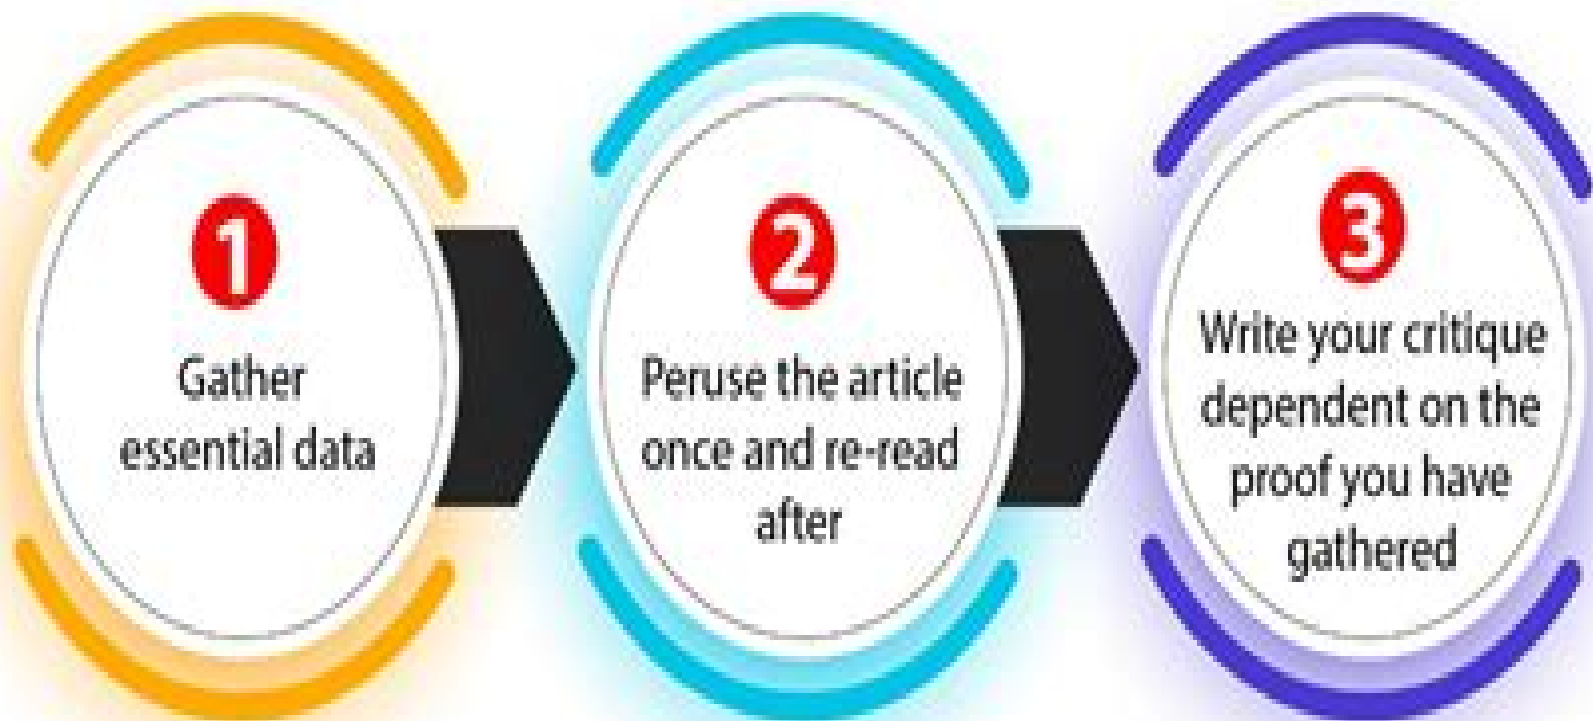 1
Gather
essential data
2
Peruse the article
once and re-read
after
3
Write your critique
dependent on the
proof you have
gathered